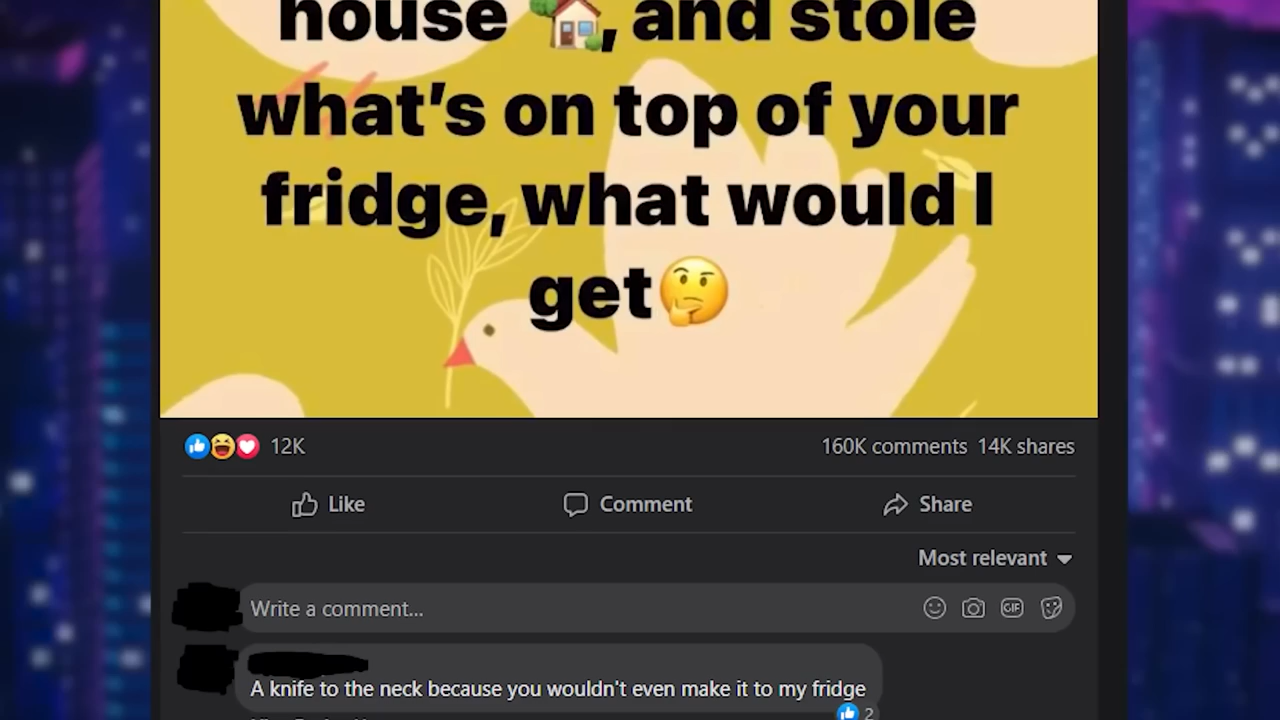 house 🏡, and stole
what's on top of your
fridge, what would I
get🤔
12K
160K comments 14K shares
Like
Comment
Share
Most relevant
Write a comment...
GIF
A knife to the neck because you wouldn't even make it to my fridge
2